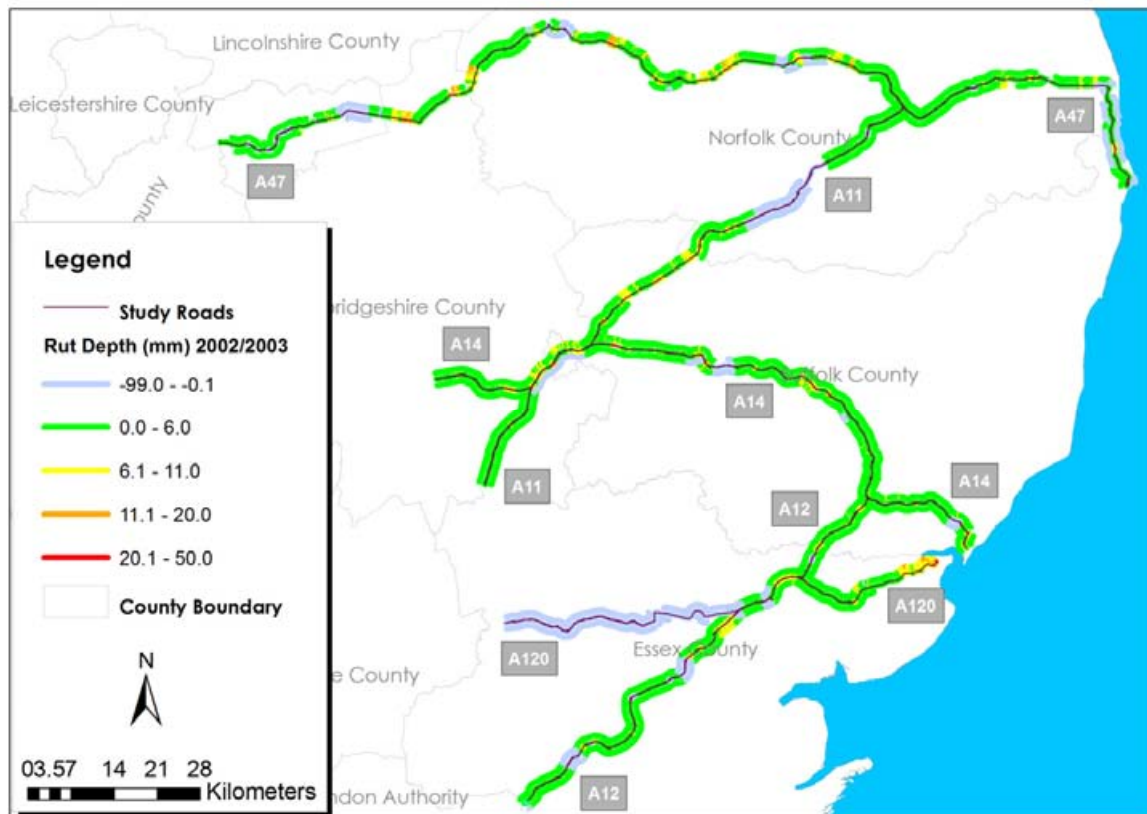 Lincolnshire County
Leicestershire County
A47
Norfolk County
A47
A11
ounty
Legend
Study Roads
Rut Depth (mm) 2002/2003
-99.0 - -0.1
0.0 - 6.0
6.1 - 11.0
11.1 - 20.0
20.1 - 50.0
County Boundary
N
03.57 14 21 28
Kilometers
bridgeshire County
A14
folk County
A14
A11
A14
A12
A120
A120
Essex County
e County
A12
ndon Authority